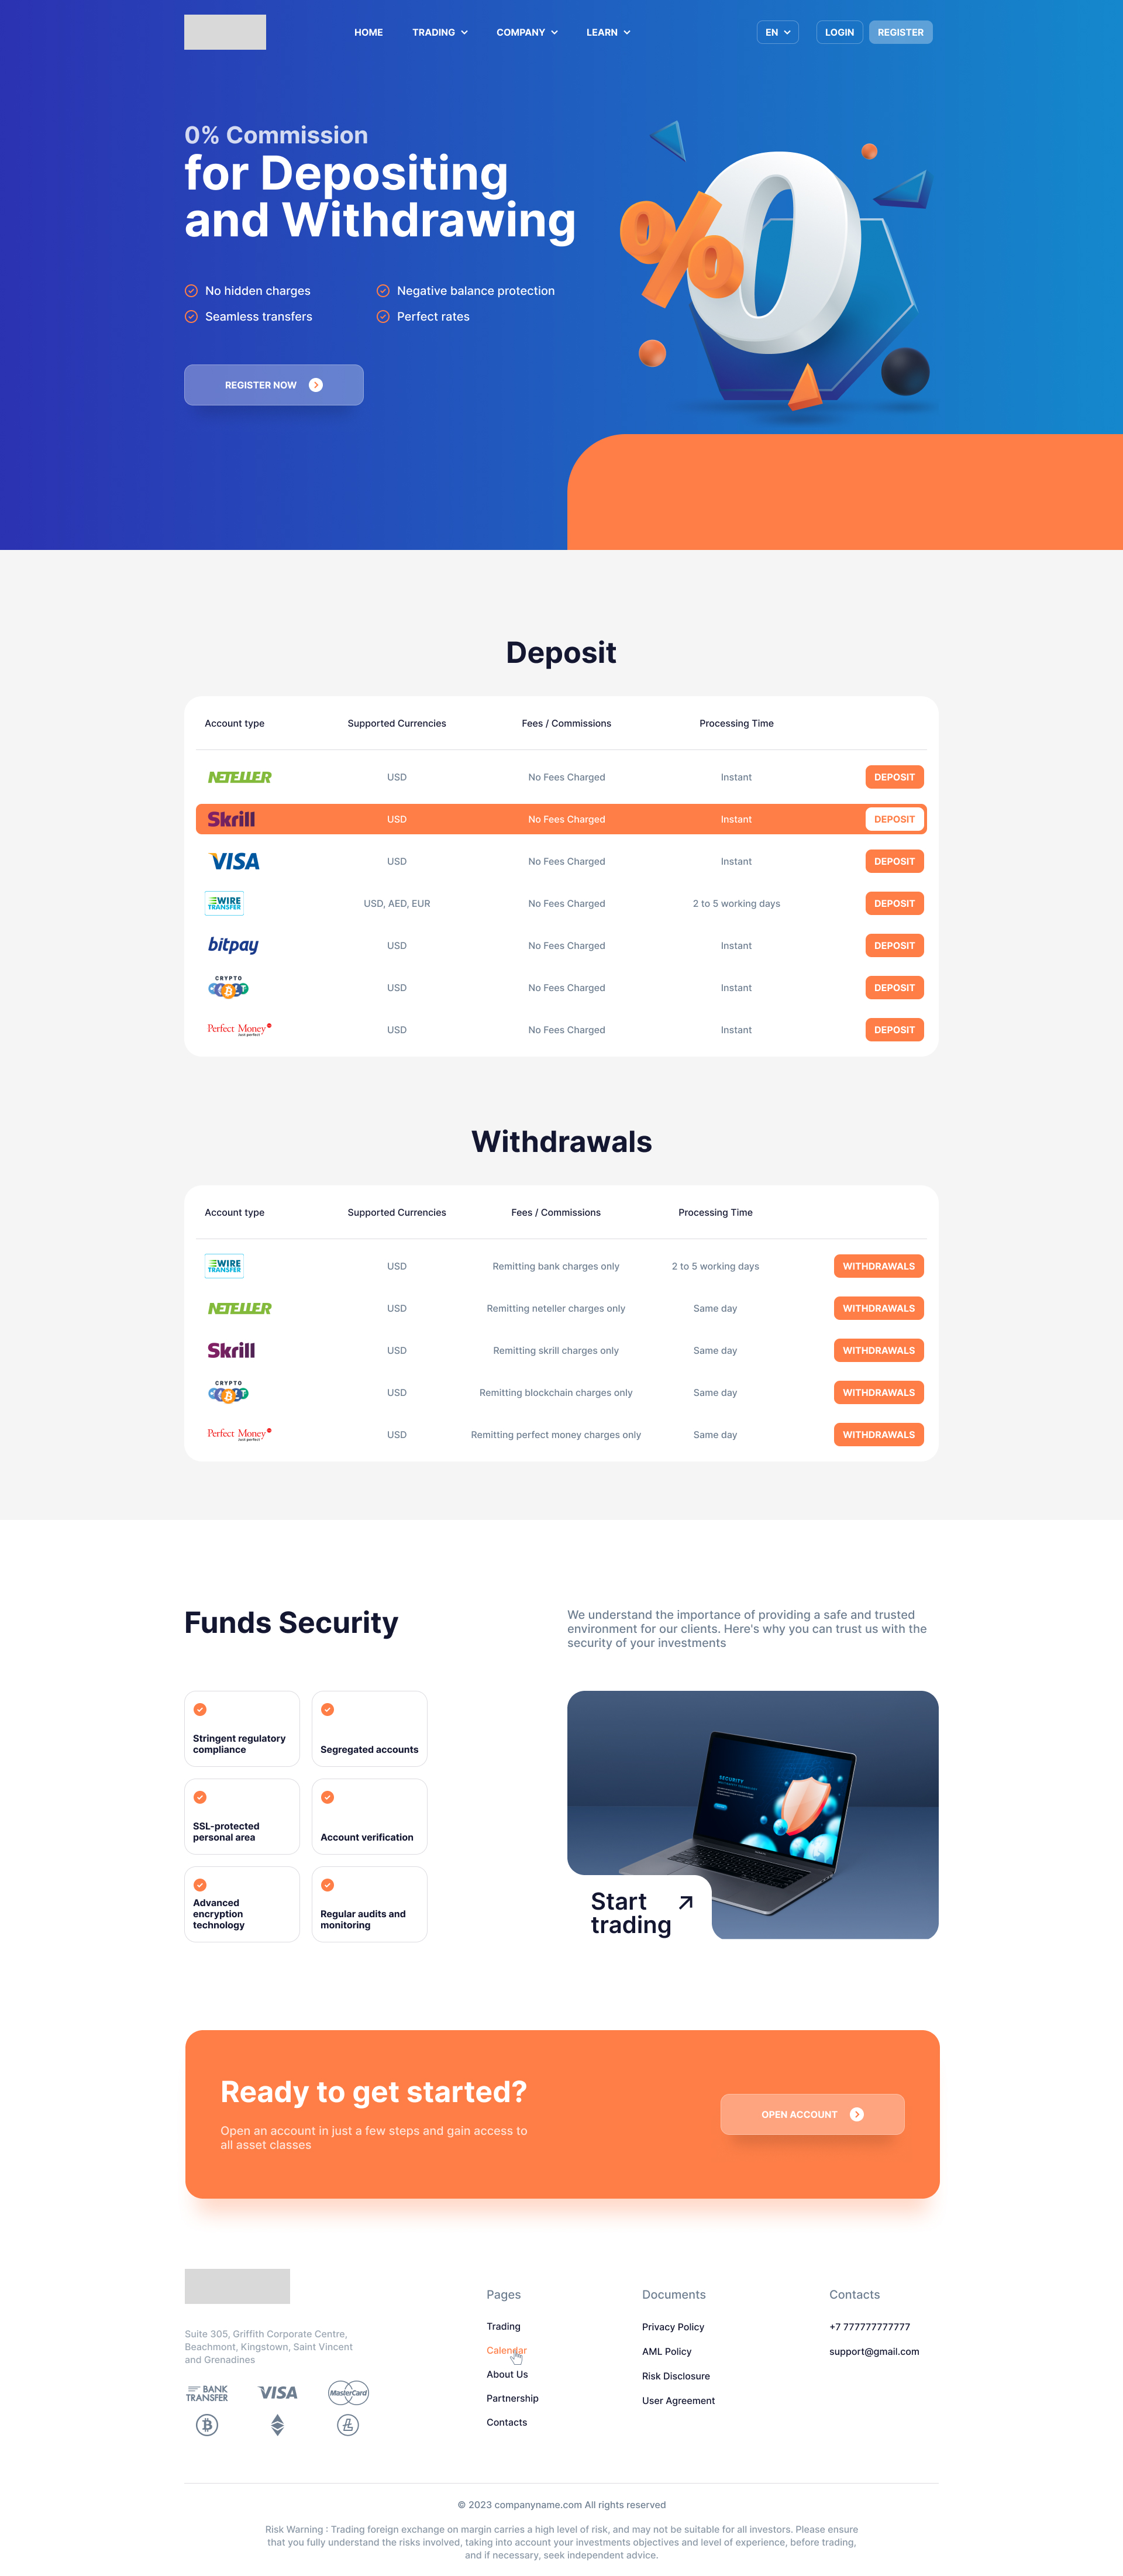 HOME TRADING COMPANY LEARN EN LOGIN REGISTER
0% Commission
for Depositing
and Withdrawing
No hidden charges
Negative balance protection
Seamless transfers
Perfect rates
REGISTER NOW
%0
Deposit
Account type Supported Currencies Fees / Commissions Processing Time
NETELLER USD No Fees Charged Instant DEPOSIT
Skrill USD No Fees Charged Instant DEPOSIT
VISA USD No Fees Charged Instant DEPOSIT
WIRE TRANSFER USD, AED, EUR No Fees Charged 2 to 5 working days DEPOSIT
bitpay USD No Fees Charged Instant DEPOSIT
CRYPTO USD No Fees Charged Instant DEPOSIT
Perfect Money just perfect USD No Fees Charged Instant DEPOSIT
Withdrawals
Account type Supported Currencies Fees / Commissions Processing Time
WIRE TRANSFER USD Remitting bank charges only 2 to 5 working days WITHDRAWALS
NETELLER USD Remitting neteller charges only Same day WITHDRAWALS
Skrill USD Remitting skrill charges only Same day WITHDRAWALS
CRYPTO USD Remitting blockchain charges only Same day WITHDRAWALS
Perfect Money just perfect USD Remitting perfect money charges only Same day WITHDRAWALS
Funds Security
We understand the importance of providing a safe and trusted
environment for our clients. Here's why you can trust us with the
security of your investments
Stringent regulatory
compliance
Segregated accounts
SSL-protected
personal area
Account verification
Advanced
encryption
technology
Regular audits and
monitoring
SECURITY
Start
trading
Ready to get started?
Open an account in just a few steps and gain access to
all asset classes
OPEN ACCOUNT
Suite 305, Griffith Corporate Centre,
Beachmont, Kingstown, Saint Vincent
and Grenadines
BANK TRANSFER VISA MasterCard
Pages
Trading
Calendar
About Us
Partnership
Contacts
Documents
Privacy Policy
AML Policy
Risk Disclosure
User Agreement
Contacts
+7 777777777777
support@gmail.com
© 2023 companyname.com All rights reserved
Risk Warning : Trading foreign exchange on margin carries a high level of risk, and may not be suitable for all investors. Please ensure
that you fully understand the risks involved, taking into account your investments objectives and level of experience, before trading,
and if necessary, seek independent advice.